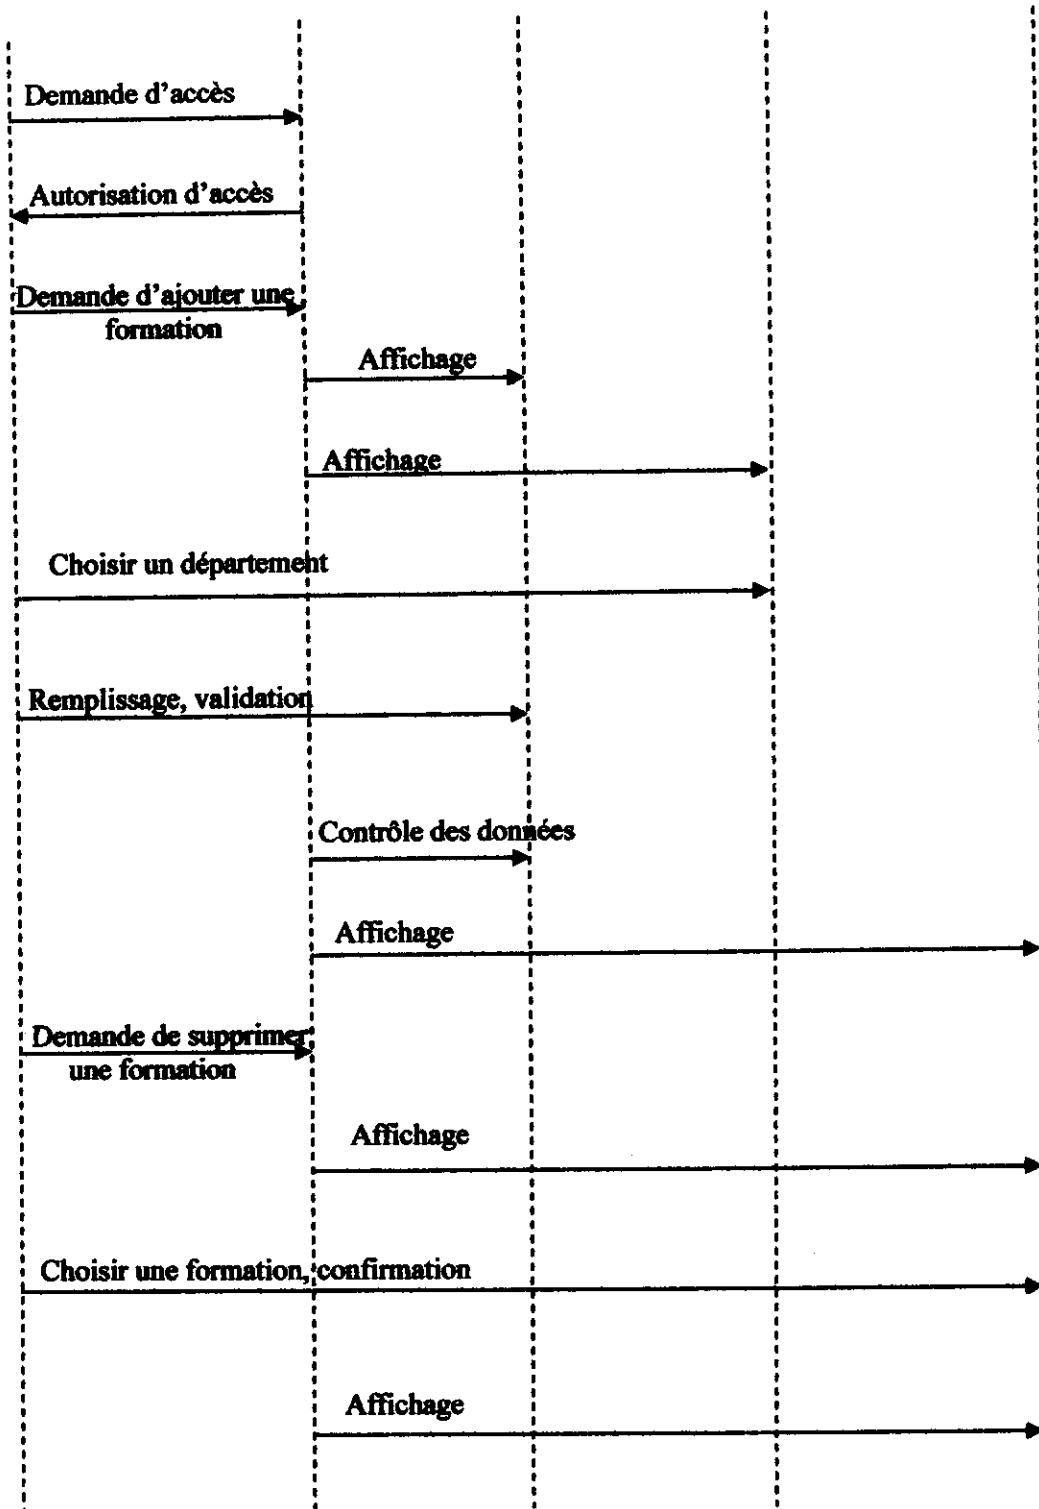 Demande d'accès
Autorisation d'accès
Demande d'ajouter une
formation
Affichage
Affichage
Choisir un département
Remplissage, validation
Contrôle des données
Affichage
Demande de supprimer
une formation
Affichage
Choisir une formation, confirmation
Affichage